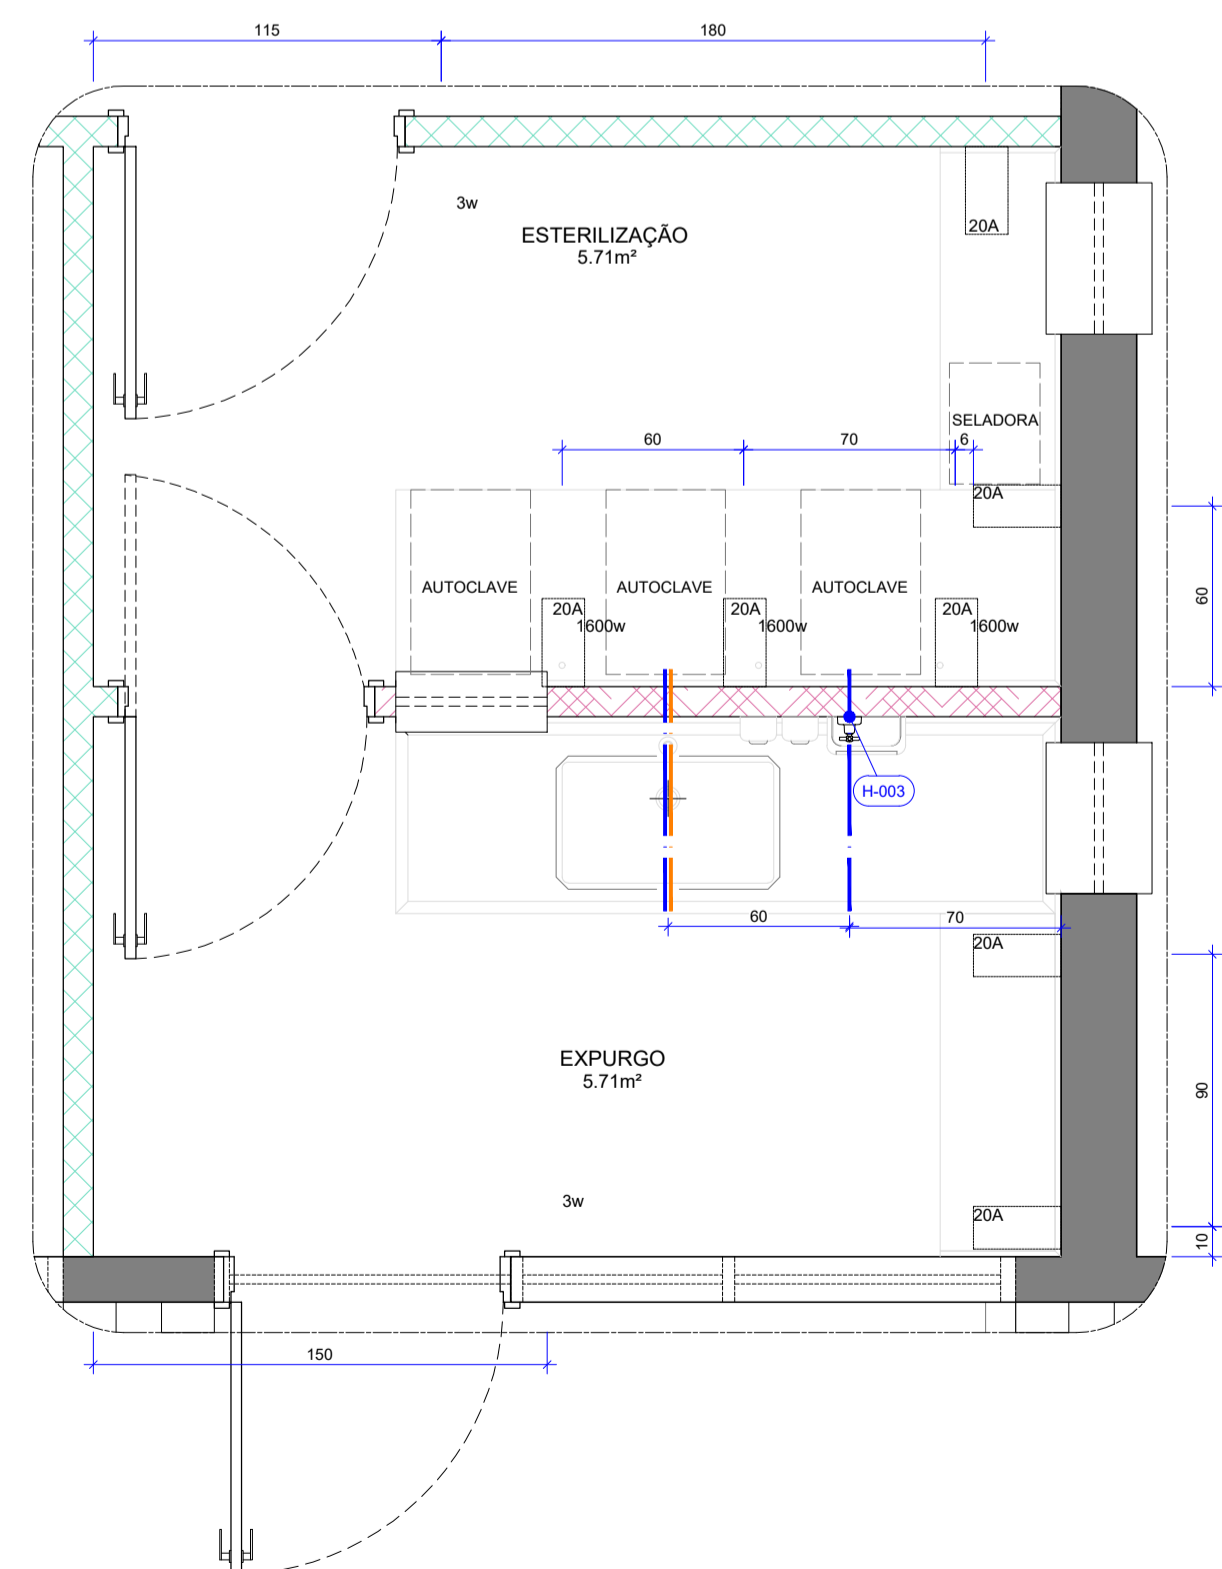 115
180
3w
ESTERILIZAÇÃO
5.71m²
20A
SELADORA
60
70
6
20A
60
AUTOCLAVE
AUTOCLAVE
AUTOCLAVE
20A
1600w
20A
1600w
20A
1600w
H-003
60
70
20A
EXPURGO
5.71m²
90
3w
20A
10
150